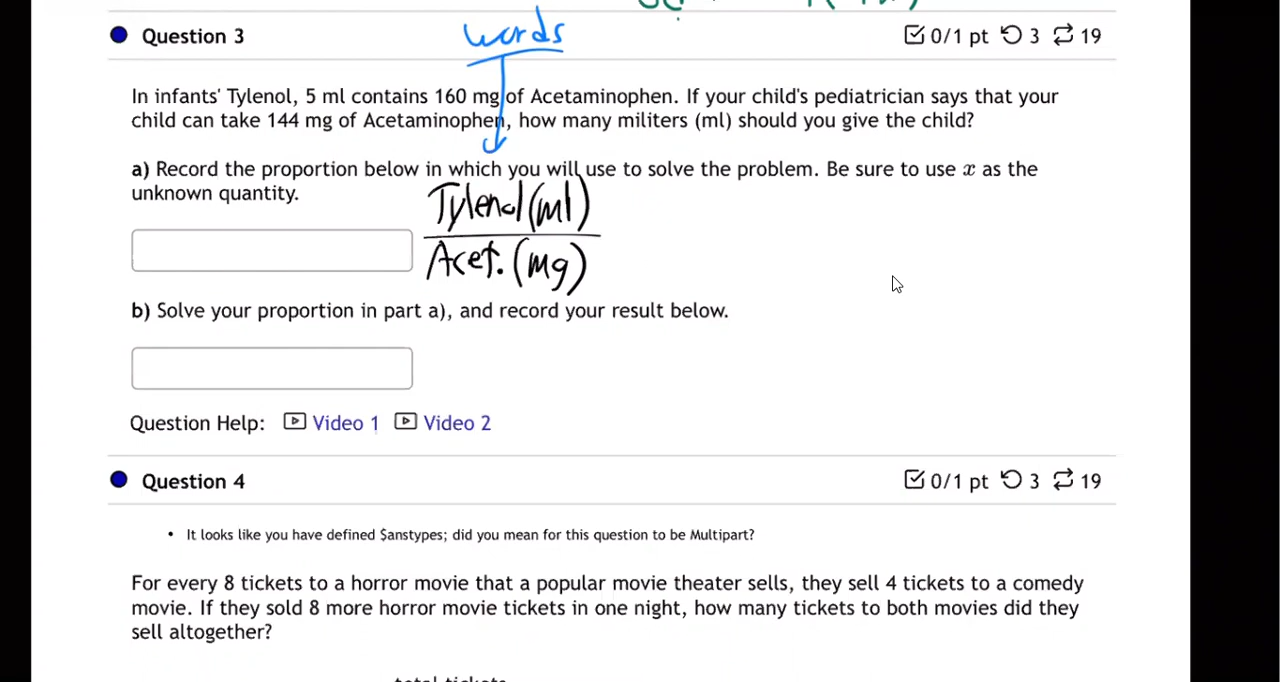 Question 3
words
0/1 pt 3 19
In infants' Tylenol, 5 ml contains 160 mg of Acetaminophen. If your child's pediatrician says that your
child can take 144 mg of Acetaminophen, how many militers (ml) should you give the child?
a) Record the proportion below in which you will use to solve the problem. Be sure to use x as the
unknown quantity.
Tylenol (ml)
Acet. (mg)
b) Solve your proportion in part a), and record your result below.
Question Help: Video 1 Video 2
Question 4
0/1 pt 3 19
• It looks like you have defined $anstypes; did you mean for this question to be Multipart?
For every 8 tickets to a horror movie that a popular movie theater sells, they sell 4 tickets to a comedy
movie. If they sold 8 more horror movie tickets in one night, how many tickets to both movies did they
sell altogether?
total tickets